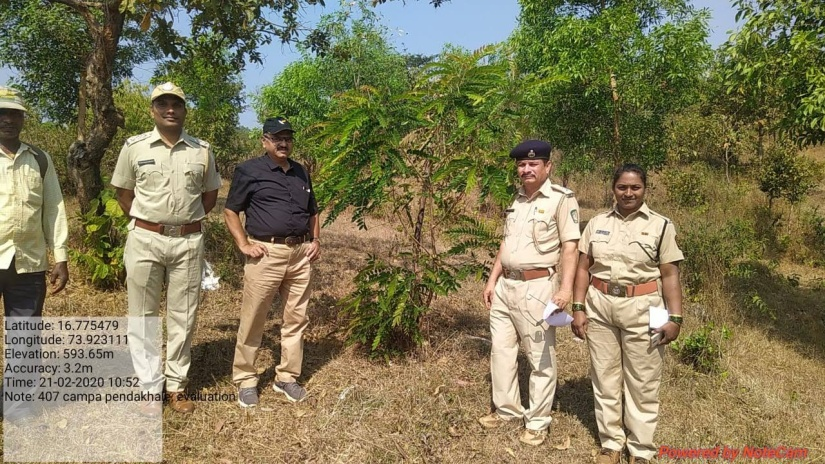 Latitude: 16.775479
Longitude: 73.923111
Elevation: 593.65m
Accuracy: 3.2m
Time: 21-02-2020 10:52
Note: 407 campa pendakhale evaluation
Powered by NoteCam